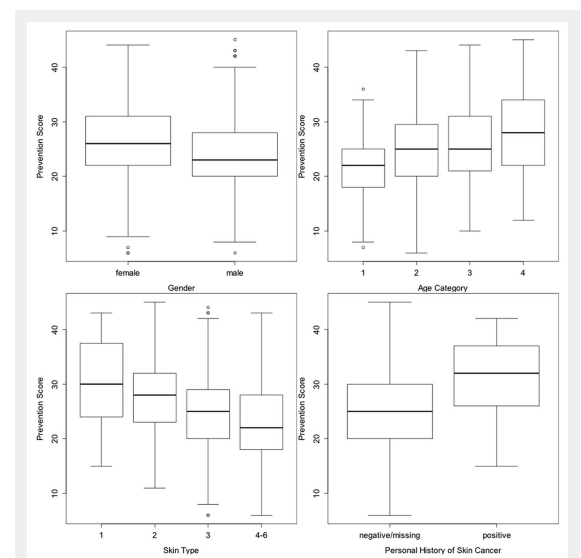 Prevention Score
40
30
20
10
female
male
Gender
Prevention Score
40
30
20
10
1
2
3
4
Age Category
Prevention Score
40
30
20
10
1
2
3
4-6
Skin Type
Prevention Score
40
30
20
10
negative/missing
positive
Personal History of Skin Cancer